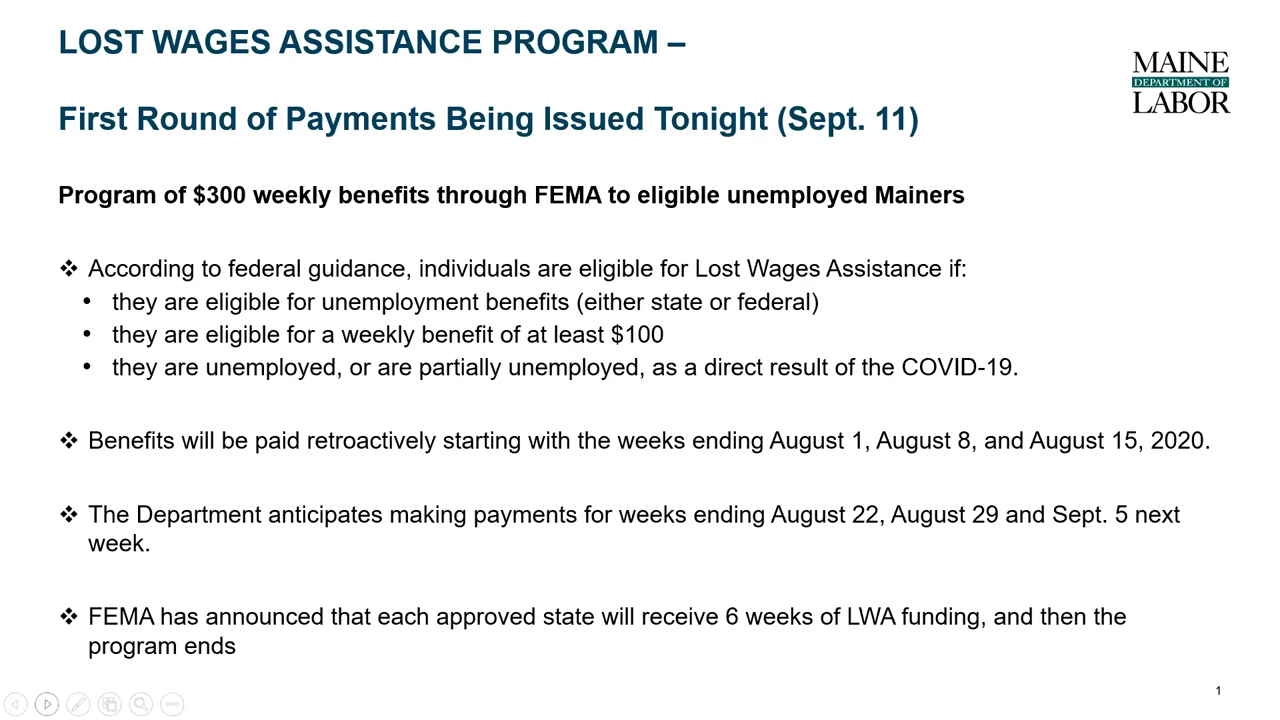 LOST WAGES ASSISTANCE PROGRAM –
MAINE
DEPARTMENT OF
LABOR
First Round of Payments Being Issued Tonight (Sept. 11)
Program of $300 weekly benefits through FEMA to eligible unemployed Mainers
❖ According to federal guidance, individuals are eligible for Lost Wages Assistance if:
• they are eligible for unemployment benefits (either state or federal)
• they are eligible for a weekly benefit of at least $100
• they are unemployed, or are partially unemployed, as a direct result of the COVID-19.
❖ Benefits will be paid retroactively starting with the weeks ending August 1, August 8, and August 15, 2020.
❖ The Department anticipates making payments for weeks ending August 22, August 29 and Sept. 5 next
week.
❖ FEMA has announced that each approved state will receive 6 weeks of LWA funding, and then the
program ends
1